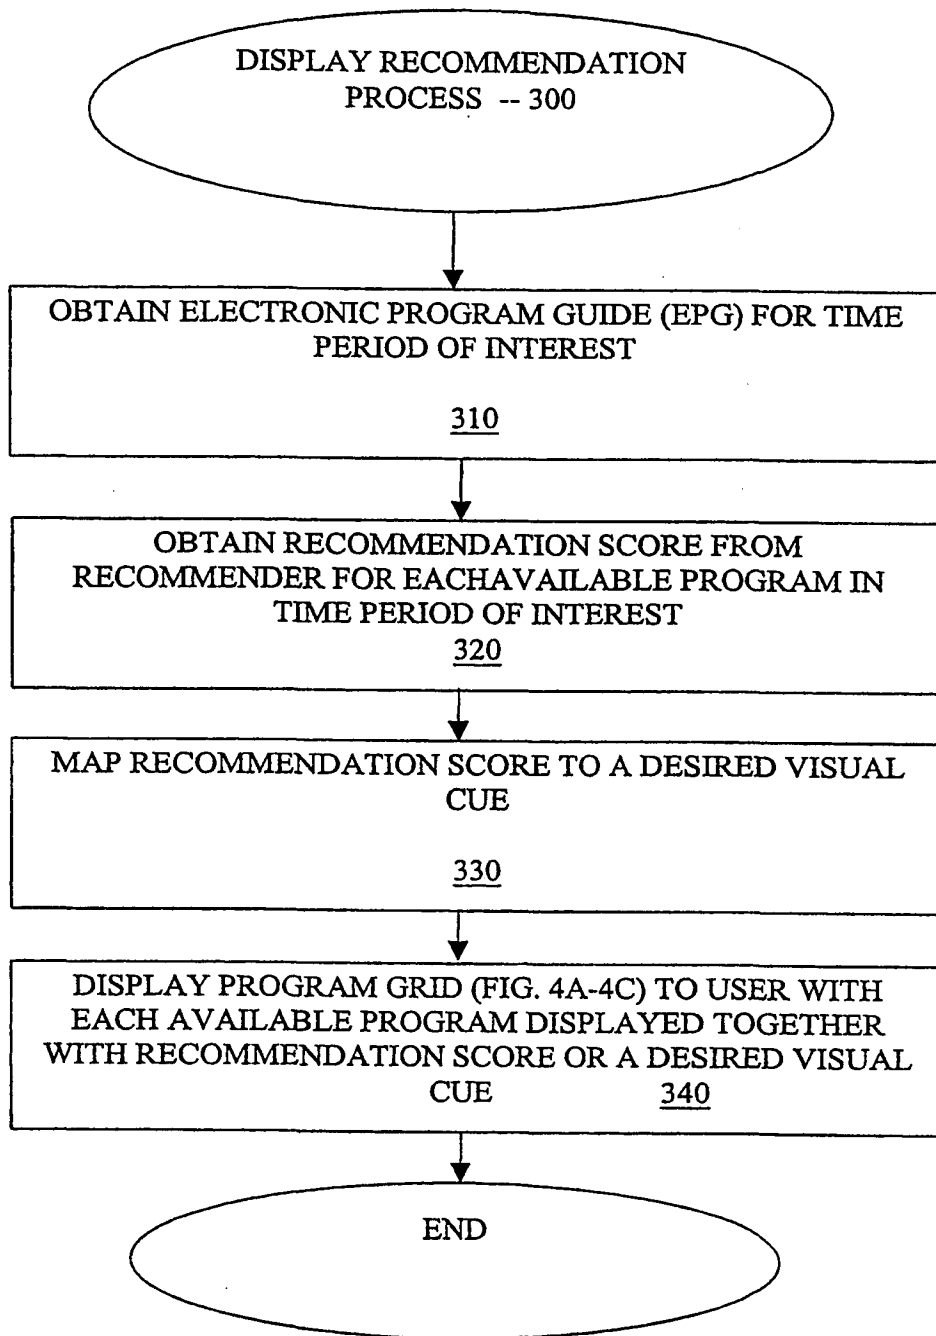 DISPLAY RECOMMENDATION
PROCESS -- 300
OBTAIN ELECTRONIC PROGRAM GUIDE (EPG) FOR TIME
PERIOD OF INTEREST
310
OBTAIN RECOMMENDATION SCORE FROM
RECOMMENDER FOR EACHAVAILABLE PROGRAM IN
TIME PERIOD OF INTEREST
320
MAP RECOMMENDATION SCORE TO A DESIRED VISUAL
CUE
330
DISPLAY PROGRAM GRID (FIG. 4A-4C) TO USER WITH
EACH AVAILABLE PROGRAM DISPLAYED TOGETHER
WITH RECOMMENDATION SCORE OR A DESIRED VISUAL
CUE 340
END